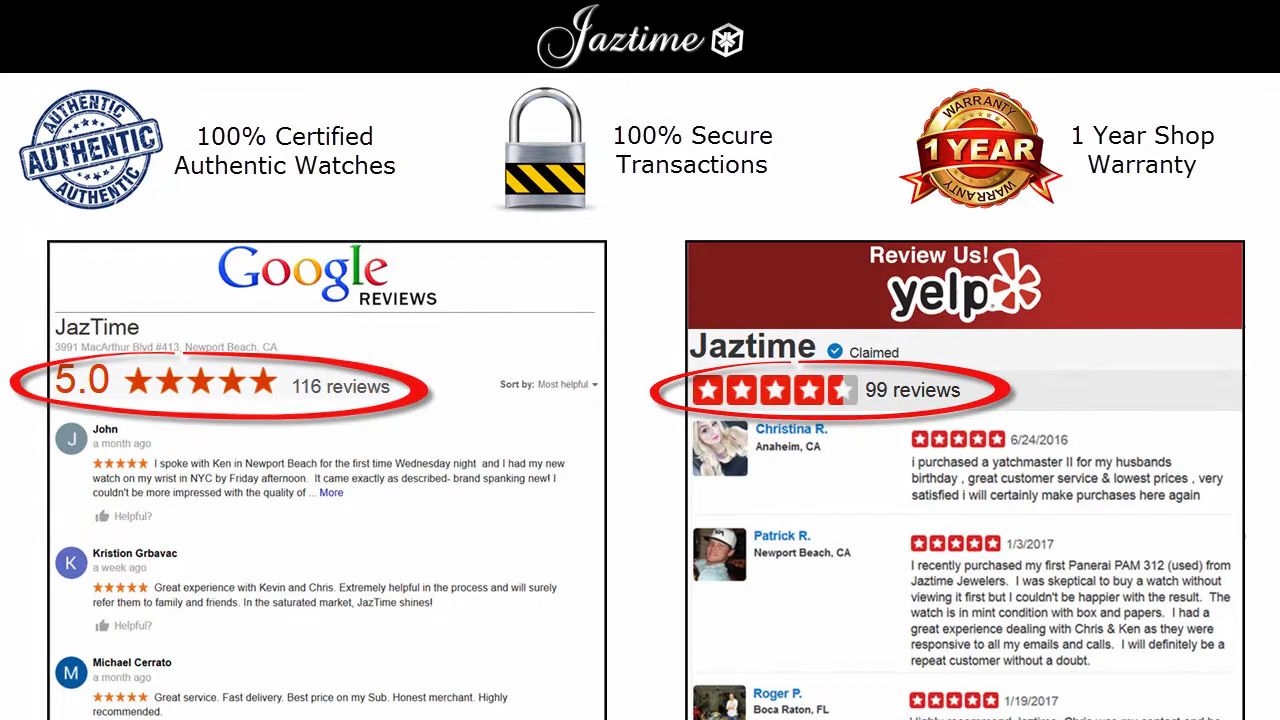 Jaztime
AUTHENTIC
AUTHENTIC
AUTHENTIC
100% Certified
Authentic Watches
100% Secure
Transactions
WARRANTY
1 YEAR
WARRANTY
1 Year Shop
Warranty
Google
REVIEWS
JazTime
3991 MacArthur Blvd #413, Newport Beach, CA
5.0 116 reviews
Sort by: Most helpful
J
John
a month ago
I spoke with Ken in Newport Beach for the first time Wednesday night and I had my new
watch on my wrist in NYC by Friday afternoon. It came exactly as described- brand spanking new! I
couldn't be more impressed with the quality of ... More
Helpful?
K
Kristion Grbavac
a week ago
Great experience with Kevin and Chris. Extremely helpful in the process and will surely
refer them to family and friends. In the saturated market, JazTime shines!
Helpful?
M
Michael Cerrato
a month ago
Great service. Fast delivery. Best price on my Sub. Honest merchant. Highly
recommended.
Review Us!
yelp
Jaztime Claimed
99 reviews
Christina R.
Anaheim, CA
6/24/2016
i purchased a yatchmaster II for my husbands
birthday , great customer service & lowest prices , very
satisfied i will certainly make purchases here again
Patrick R.
Newport Beach, CA
1/3/2017
I recently purchased my first Panerai PAM 312 (used) from
Jaztime Jewelers. I was skeptical to buy a watch without
viewing it first but I couldn't be happier with the result. The
watch is in mint condition with box and papers. I had a
great experience dealing with Chris & Ken as they were
responsive to all my emails and calls. I will definitely be a
repeat customer without a doubt.
Roger P.
Boca Raton, FL
1/19/2017